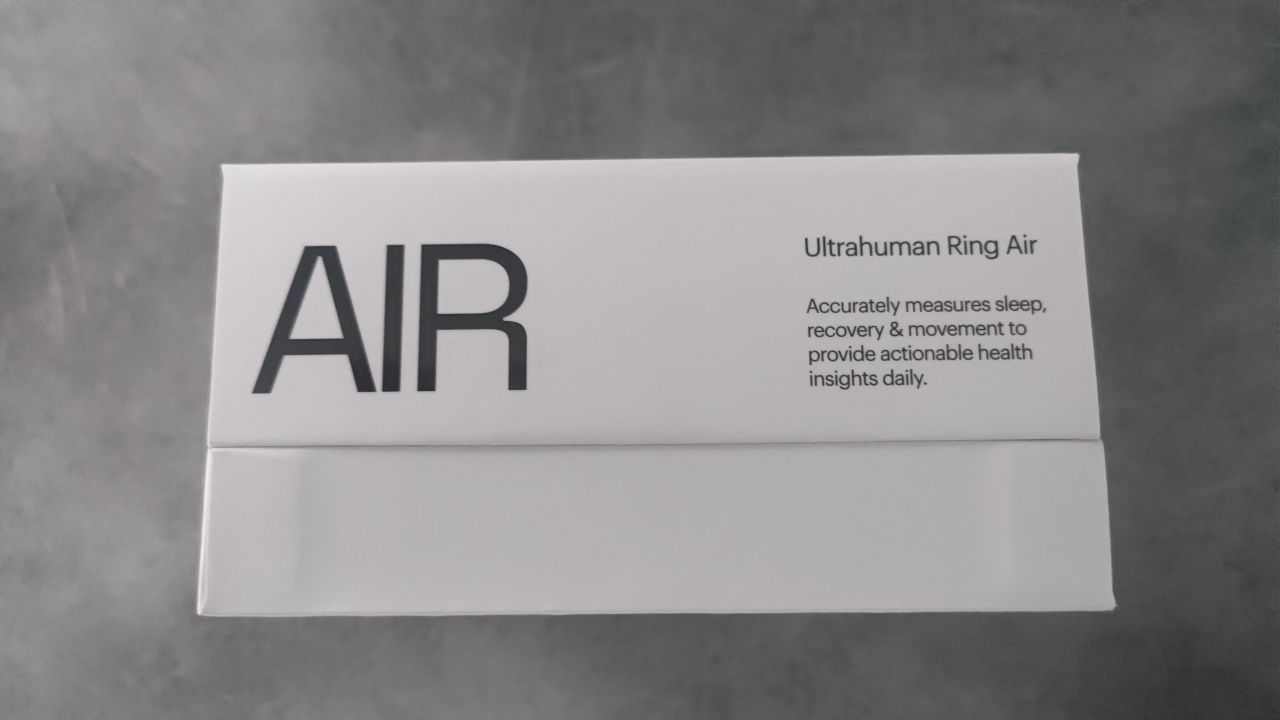 AIR
Ultrahuman Ring Air
Accurately measures sleep,
recovery & movement to
provide actionable health
insights daily.